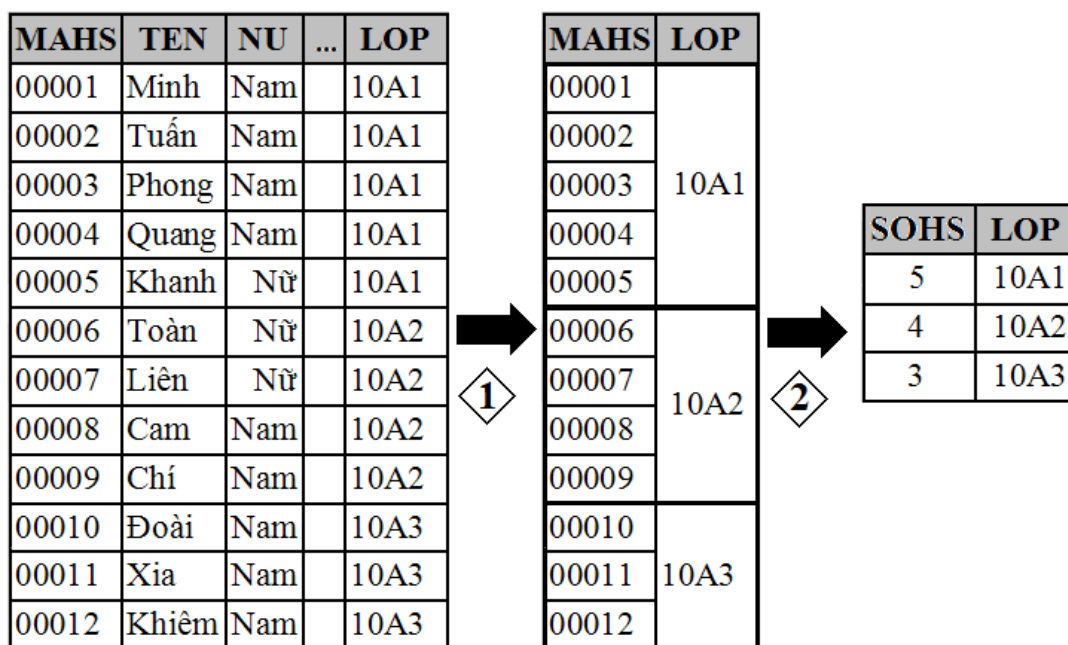 MAHS TEN NU ... LOP
00001 Minh Nam 10A1
00002 Tuấn Nam 10A1
00003 Phong Nam 10A1
00004 Quang Nam 10A1
00005 Khanh Nữ 10A1
00006 Toàn Nữ 10A2
00007 Liên Nữ 10A2
00008 Cam Nam 10A2
00009 Chí Nam 10A2
00010 Đoài Nam 10A3
00011 Xia Nam 10A3
00012 Khiêm Nam 10A3
1
MAHS LOP
00001
00002
00003 10A1
00004
00005
00006
00007
10A2
00008
00009
00010
00011 10A3
00012
2
SOHS LOP
5 10A1
4 10A2
3 10A3